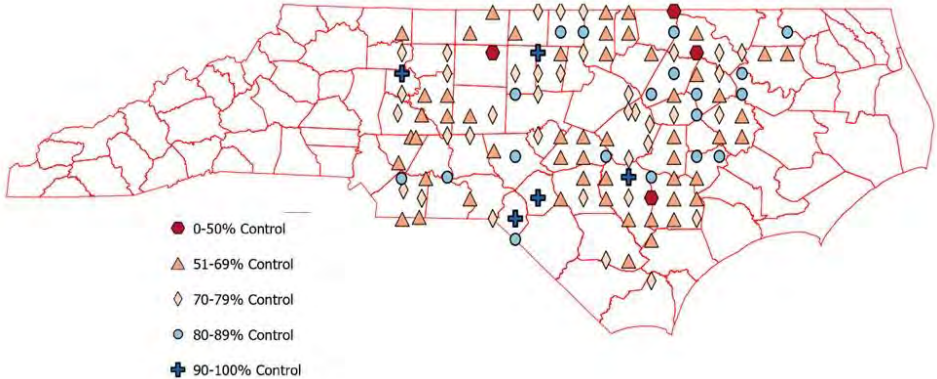 0-50% Control
51-69% Control
70-79% Control
80-89% Control
90-100% Control